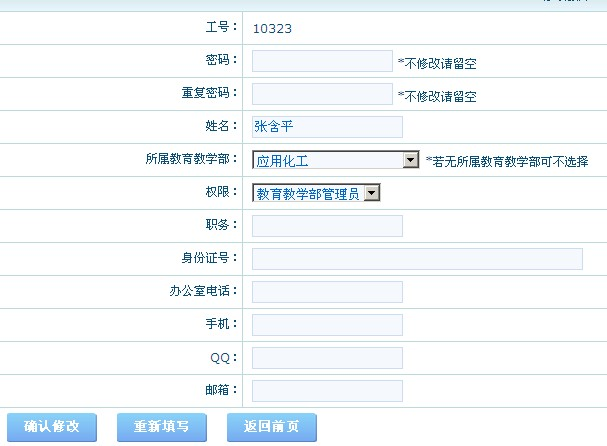 工号： 10323
密码： *不修改请留空
重复密码： *不修改请留空
姓名： 张含平
所属教育教学部： 应用化工 *若无所属教育教学部可不选择
权限： 教育教学部管理员
职务：
身份证号：
办公室电话：
手机：
QQ：
邮箱：
确认修改 重新填写 返回前页